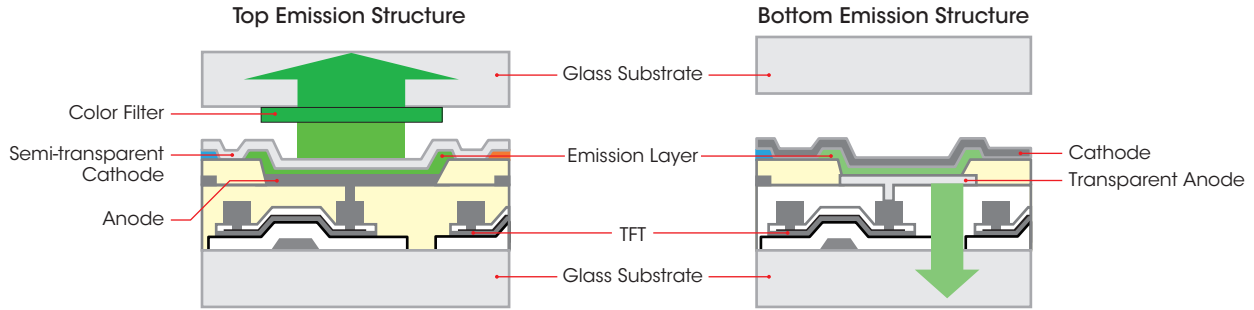 Top Emission Structure
Bottom Emission Structure
Glass Substrate
Color Filter
Semi-transparent
Cathode
Emission Layer
Cathode
Transparent Anode
Anode
TFT
Glass Substrate